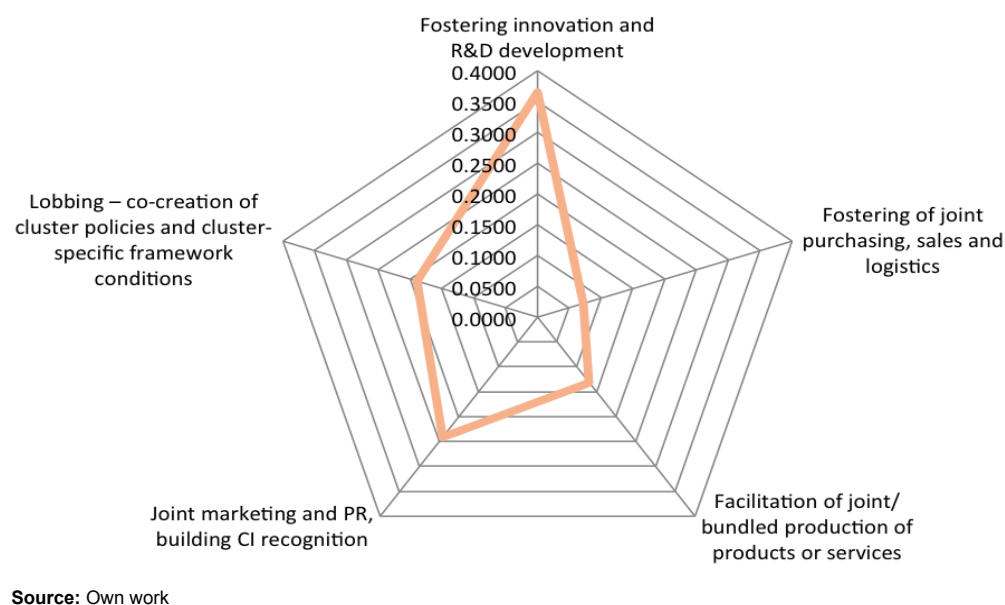 Fostering innovation and
R&D development
0.4000
0.3500
0.3000
0.2500
0.2000
0.1500
0.1000
0.0500
0.0000
Lobbing – co-creation of
cluster policies and cluster-
specific framework
conditions
Fostering of joint
purchasing, sales and
logistics
Joint marketing and PR,
building CI recognition
Facilitation of joint/
bundled production of
products or services
Source: Own work